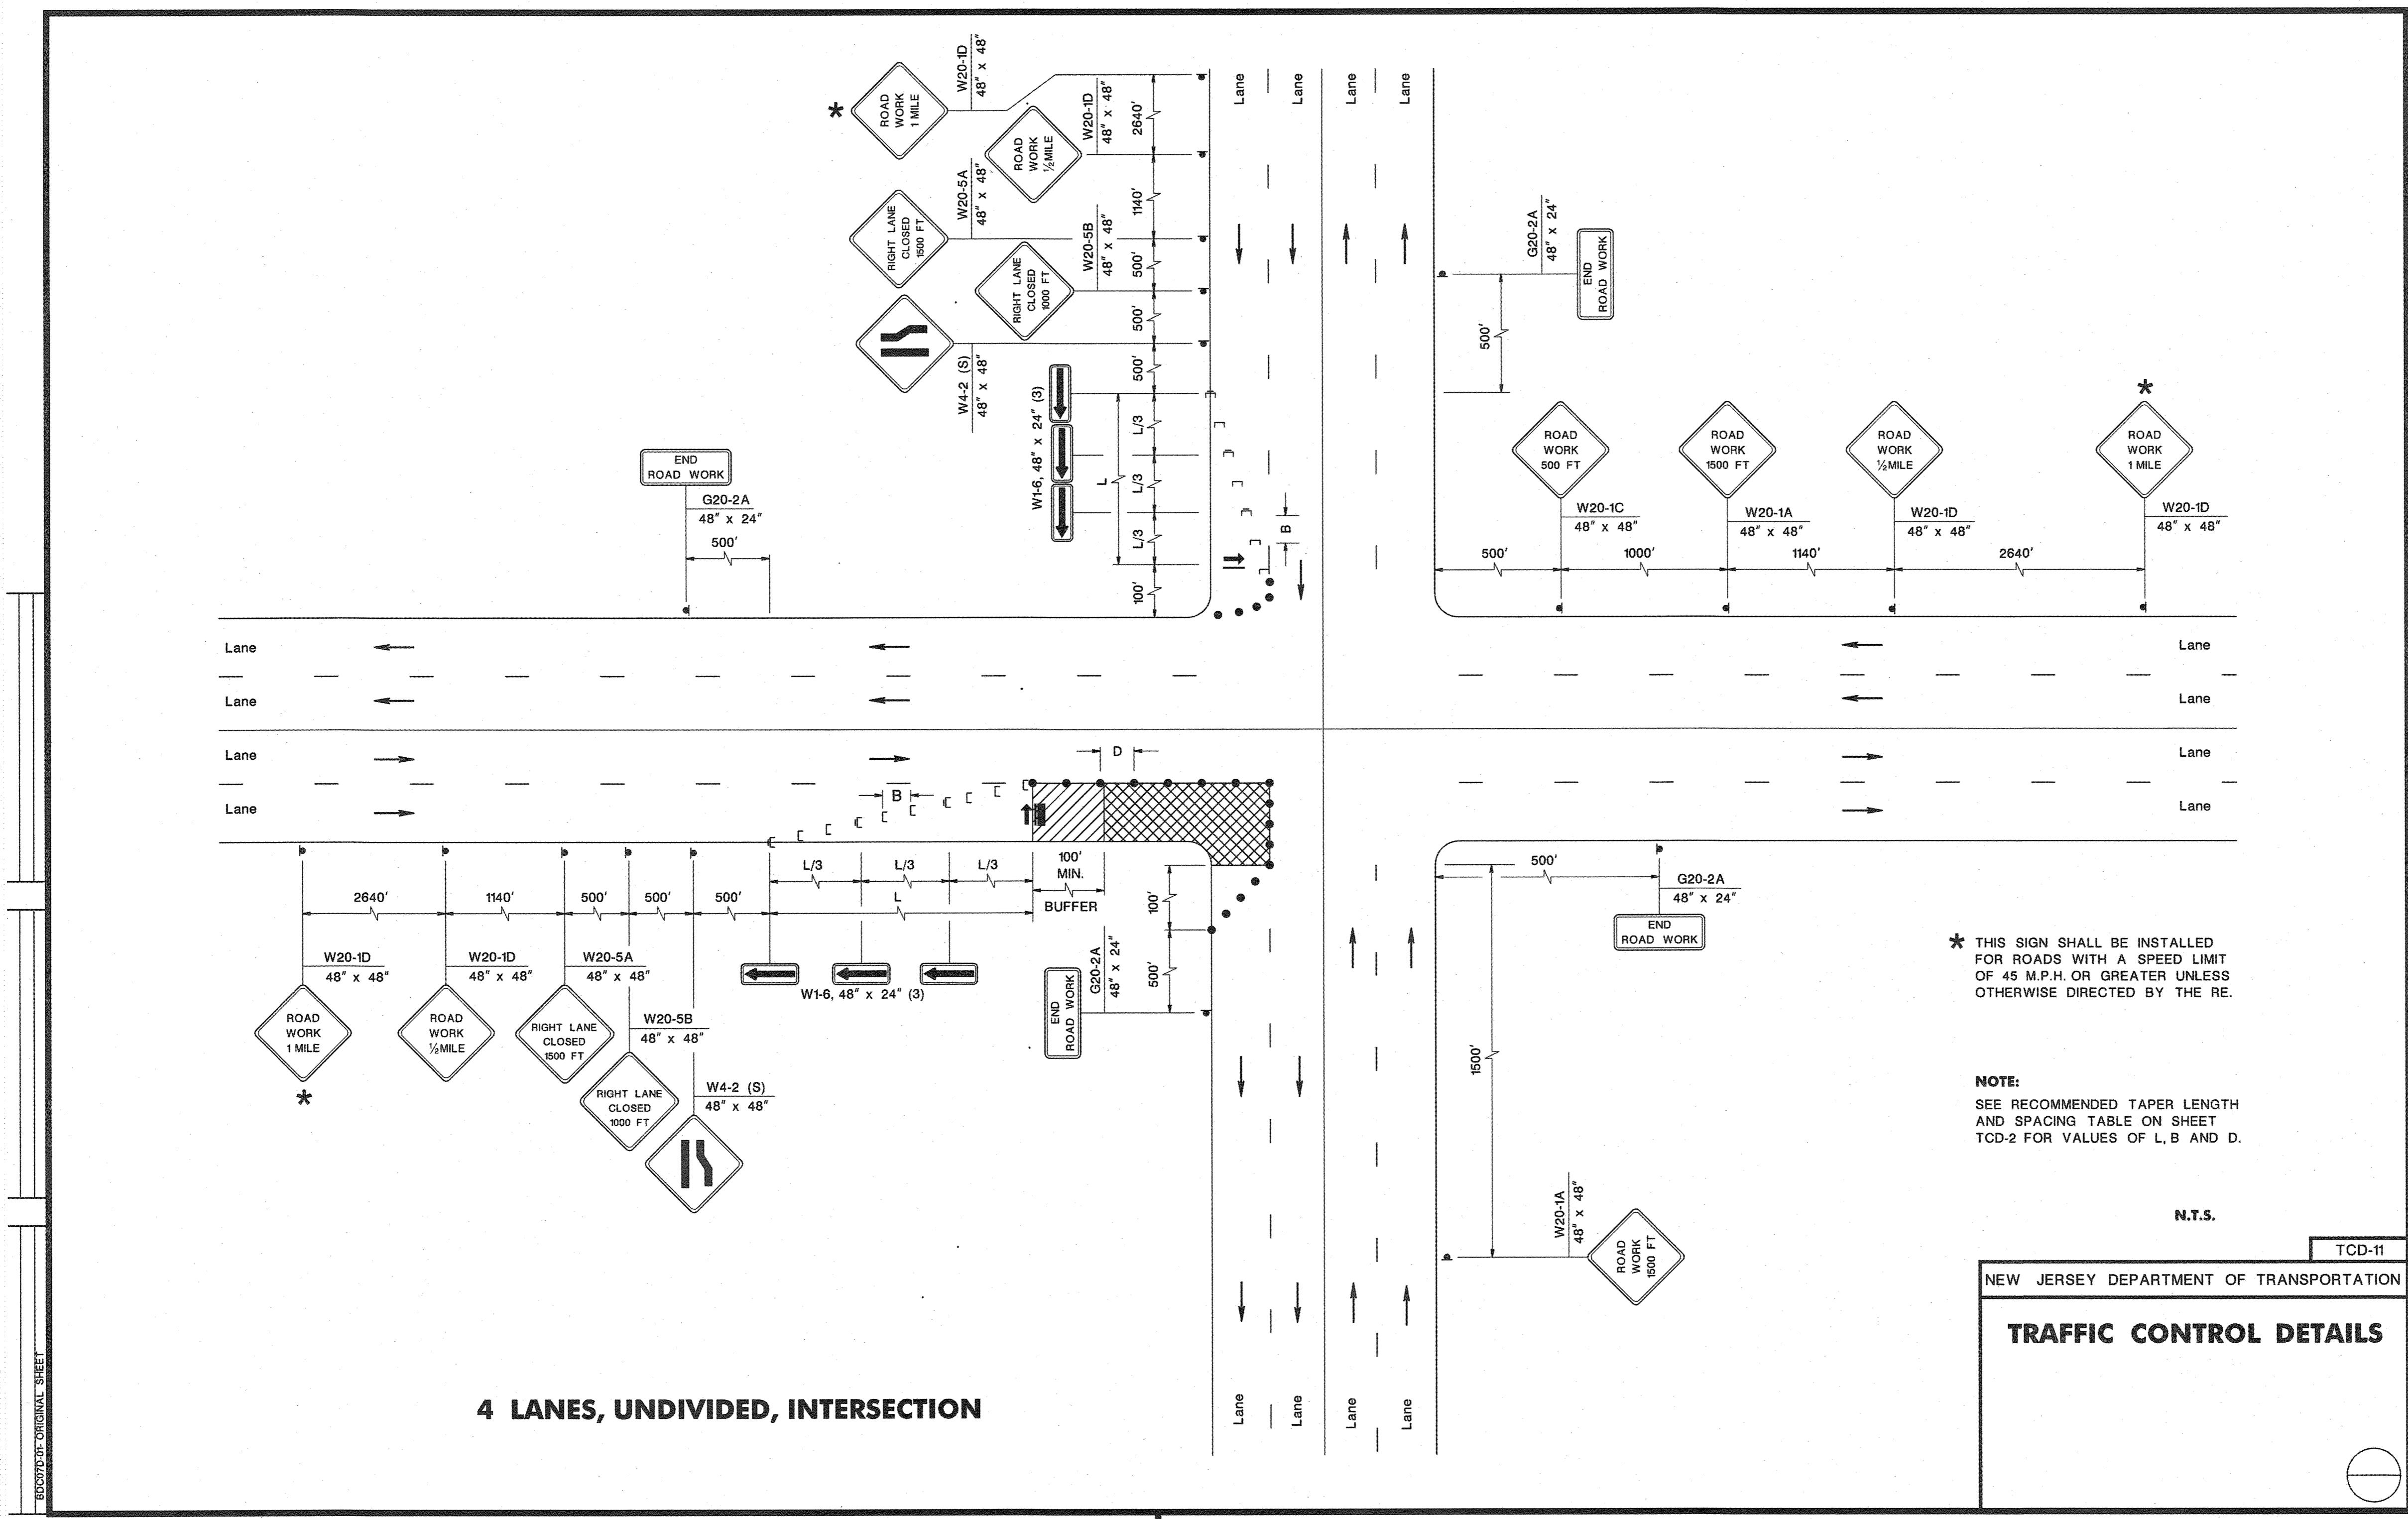 W20-1D
48" x 48"
ROAD
WORK
1 MILE
*
W20-1D
48" x 48"
ROAD
WORK
½ MILE
W20-5A
48" x 48"
RIGHT LANE
CLOSED
1500 FT
W20-5B
48" x 48"
RIGHT LANE
CLOSED
1000 FT
W4-2 (S)
48" x 48"
W1-6, 48" x 24" (3)
2640'
1140'
500'
500'
500'
L/3
L/3
L/3
L
100'
B
Lane
Lane
Lane
Lane
G20-2A
48" x 24"
END
ROAD WORK
500'
END
ROAD WORK
G20-2A
48" x 24"
500'
*
ROAD
WORK
500 FT
ROAD
WORK
1500 FT
ROAD
WORK
½ MILE
ROAD
WORK
1 MILE
W20-1C
48" x 48"
W20-1A
48" x 48"
W20-1D
48" x 48"
W20-1D
48" x 48"
500'
1000'
1140'
2640'
Lane
Lane
Lane
Lane
Lane
Lane
Lane
Lane
D
B
L/3
L/3
L/3
100'
MIN.
BUFFER
2640'
1140'
500'
500'
500'
L
W20-1D
48" x 48"
W20-1D
48" x 48"
W20-5A
48" x 48"
W1-6, 48" x 24" (3)
ROAD
WORK
1 MILE
*
ROAD
WORK
½ MILE
RIGHT LANE
CLOSED
1500 FT
W20-5B
48" x 48"
RIGHT LANE
CLOSED
1000 FT
W4-2 (S)
48" x 48"
100'
500'
G20-2A
48" x 24"
END
ROAD WORK
500'
G20-2A
48" x 24"
END
ROAD WORK
1500'
W20-1A
48" x 48"
ROAD
WORK
1500 FT
Lane
Lane
Lane
Lane
* THIS SIGN SHALL BE INSTALLED
FOR ROADS WITH A SPEED LIMIT
OF 45 M.P.H. OR GREATER UNLESS
OTHERWISE DIRECTED BY THE RE.
NOTE:
SEE RECOMMENDED TAPER LENGTH
AND SPACING TABLE ON SHEET
TCD-2 FOR VALUES OF L, B AND D.
N.T.S.
TCD-11
NEW JERSEY DEPARTMENT OF TRANSPORTATION
TRAFFIC CONTROL DETAILS
4 LANES, UNDIVIDED, INTERSECTION
BDC07D-01- ORIGINAL SHEET